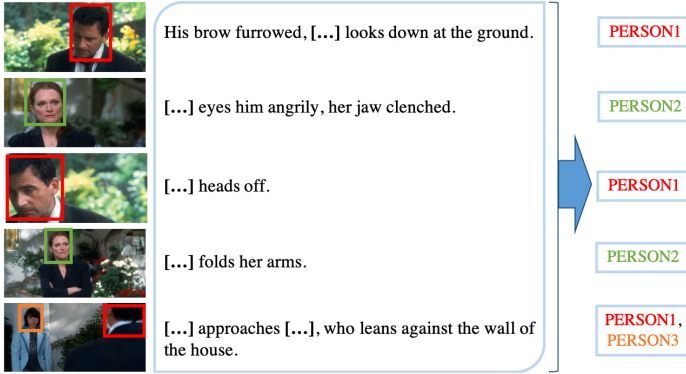 His brow furrowed, [...] looks down at the ground.
PERSON1
[...] eyes him angrily, her jaw clenched.
PERSON2
[...] heads off.
PERSON1
[...] folds her arms.
PERSON2
[...] approaches [...], who leans against the wall of
the house.
PERSON1,
PERSON3